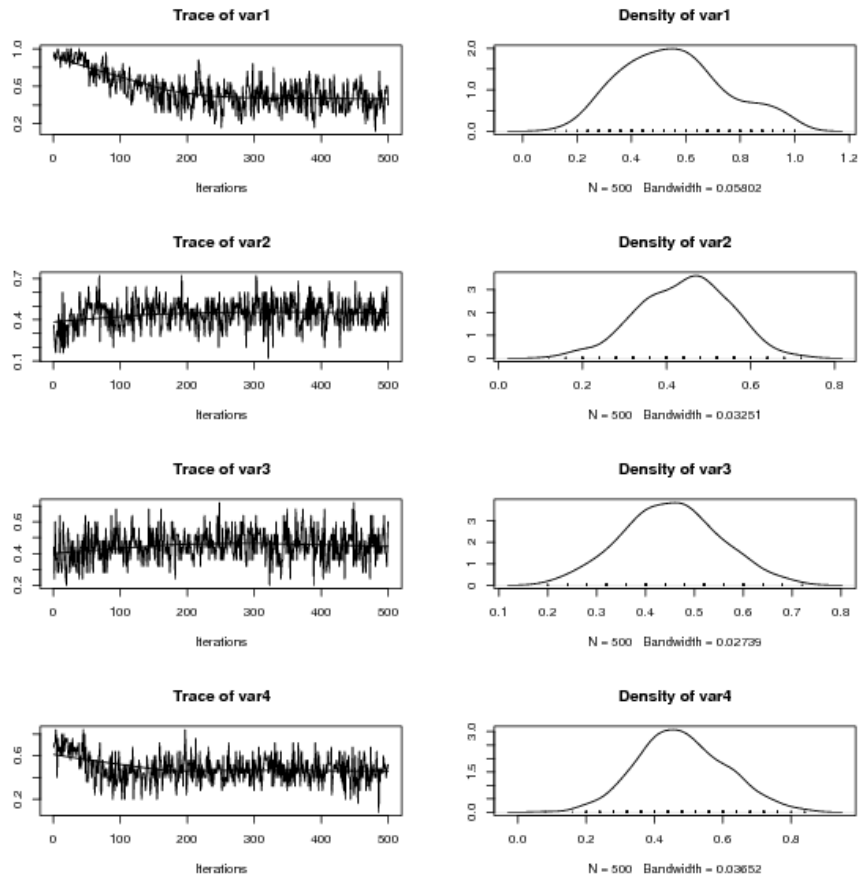 Trace of var1
1.0
0.6
0.2
0 100 200 300 400 500
Iterations
Density of var1
2.0
1.0
0.0
0.0 0.2 0.4 0.6 0.8 1.0 1.2
N = 500 Bandwidth = 0.05802
Trace of var2
0.7
0.4
0.1
0 100 200 300 400 500
Iterations
Density of var2
3
2
1
0
0.0 0.2 0.4 0.6 0.8
N = 500 Bandwidth = 0.03251
Trace of var3
0.6
0.4
0.2
0 100 200 300 400 500
Iterations
Density of var3
3
2
1
0
0.1 0.2 0.3 0.4 0.5 0.6 0.7 0.8
N = 500 Bandwidth = 0.02739
Trace of var4
0.6
0.2
0 100 200 300 400 500
Iterations
Density of var4
3.0
1.5
0.0
0.0 0.2 0.4 0.6 0.8
N = 500 Bandwidth = 0.03652